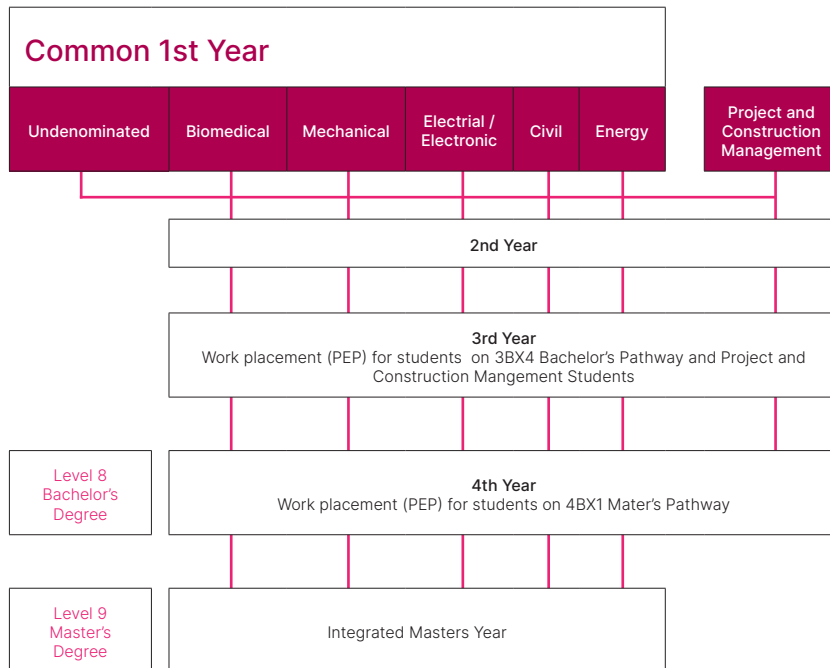 Common 1st Year
Undenominated
Biomedical
Mechanical
Electrial /
Electronic
Civil
Energy
Project and
Construction
Management
2nd Year
3rd Year
Work placement (PEP) for students  on 3BX4 Bachelor's Pathway and Project and
Construction Mangement Students
Level 8
Bachelor's
Degree
4th Year
Work placement (PEP) for students on 4BX1 Mater's Pathway
Level 9
Master's
Degree
Integrated Masters Year